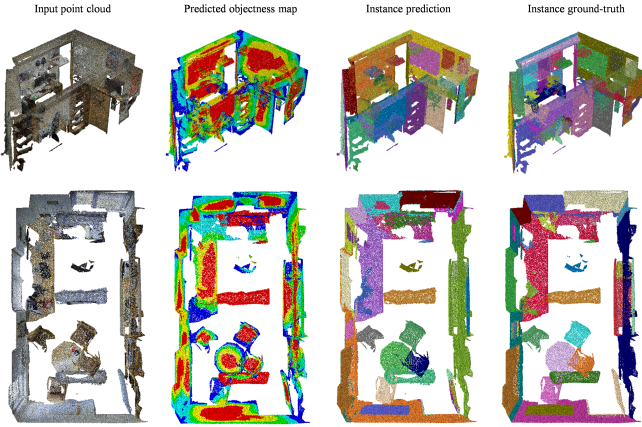 Input point cloud
Predicted objectness map
Instance prediction
Instance ground-truth